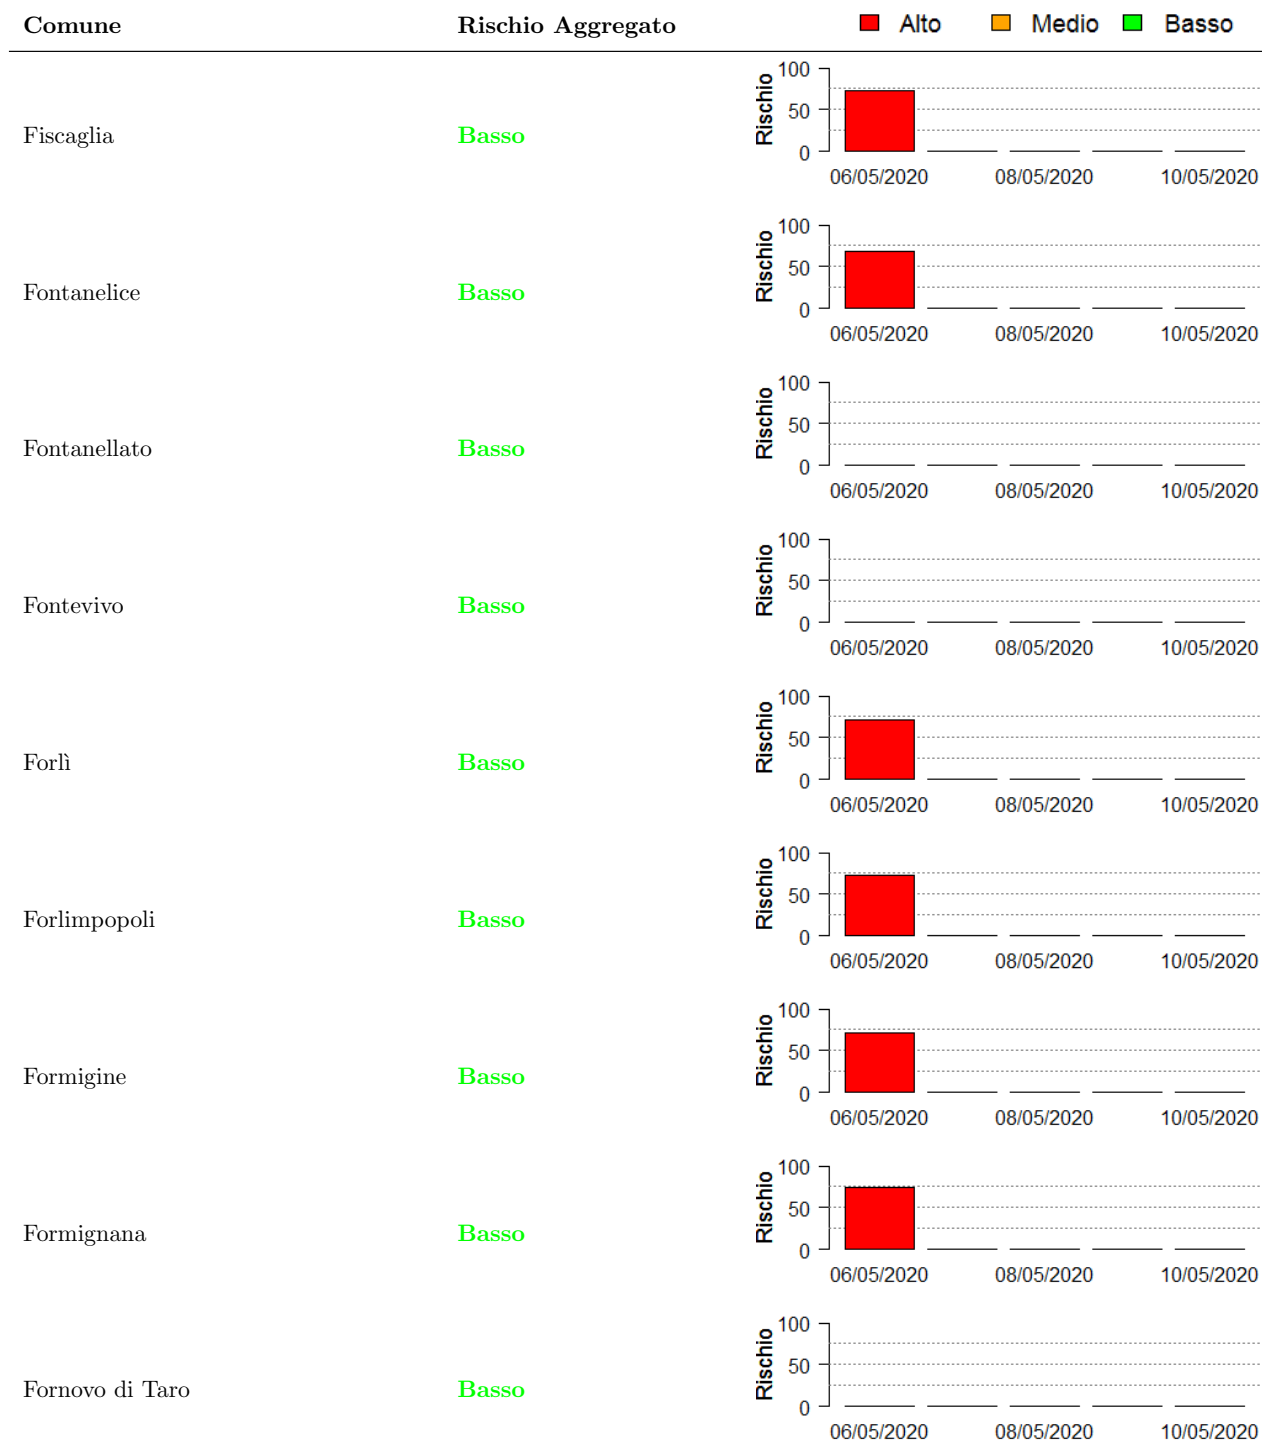 Comune Rischio Aggregato Alto Medio Basso
Fiscaglia Basso Rischio 100 50 0
06/05/2020 08/05/2020 10/05/2020
Fontanelice Basso Rischio 100 50 0
06/05/2020 08/05/2020 10/05/2020
Fontanellato Basso Rischio 100 50 0
06/05/2020 08/05/2020 10/05/2020
Fontevivo Basso Rischio 100 50 0
06/05/2020 08/05/2020 10/05/2020
Forlì Basso Rischio 100 50 0
06/05/2020 08/05/2020 10/05/2020
Forlimpopoli Basso Rischio 100 50 0
06/05/2020 08/05/2020 10/05/2020
Formigine Basso Rischio 100 50 0
06/05/2020 08/05/2020 10/05/2020
Formignana Basso Rischio 100 50 0
06/05/2020 08/05/2020 10/05/2020
Fornovo di Taro Basso Rischio 100 50 0
06/05/2020 08/05/2020 10/05/2020